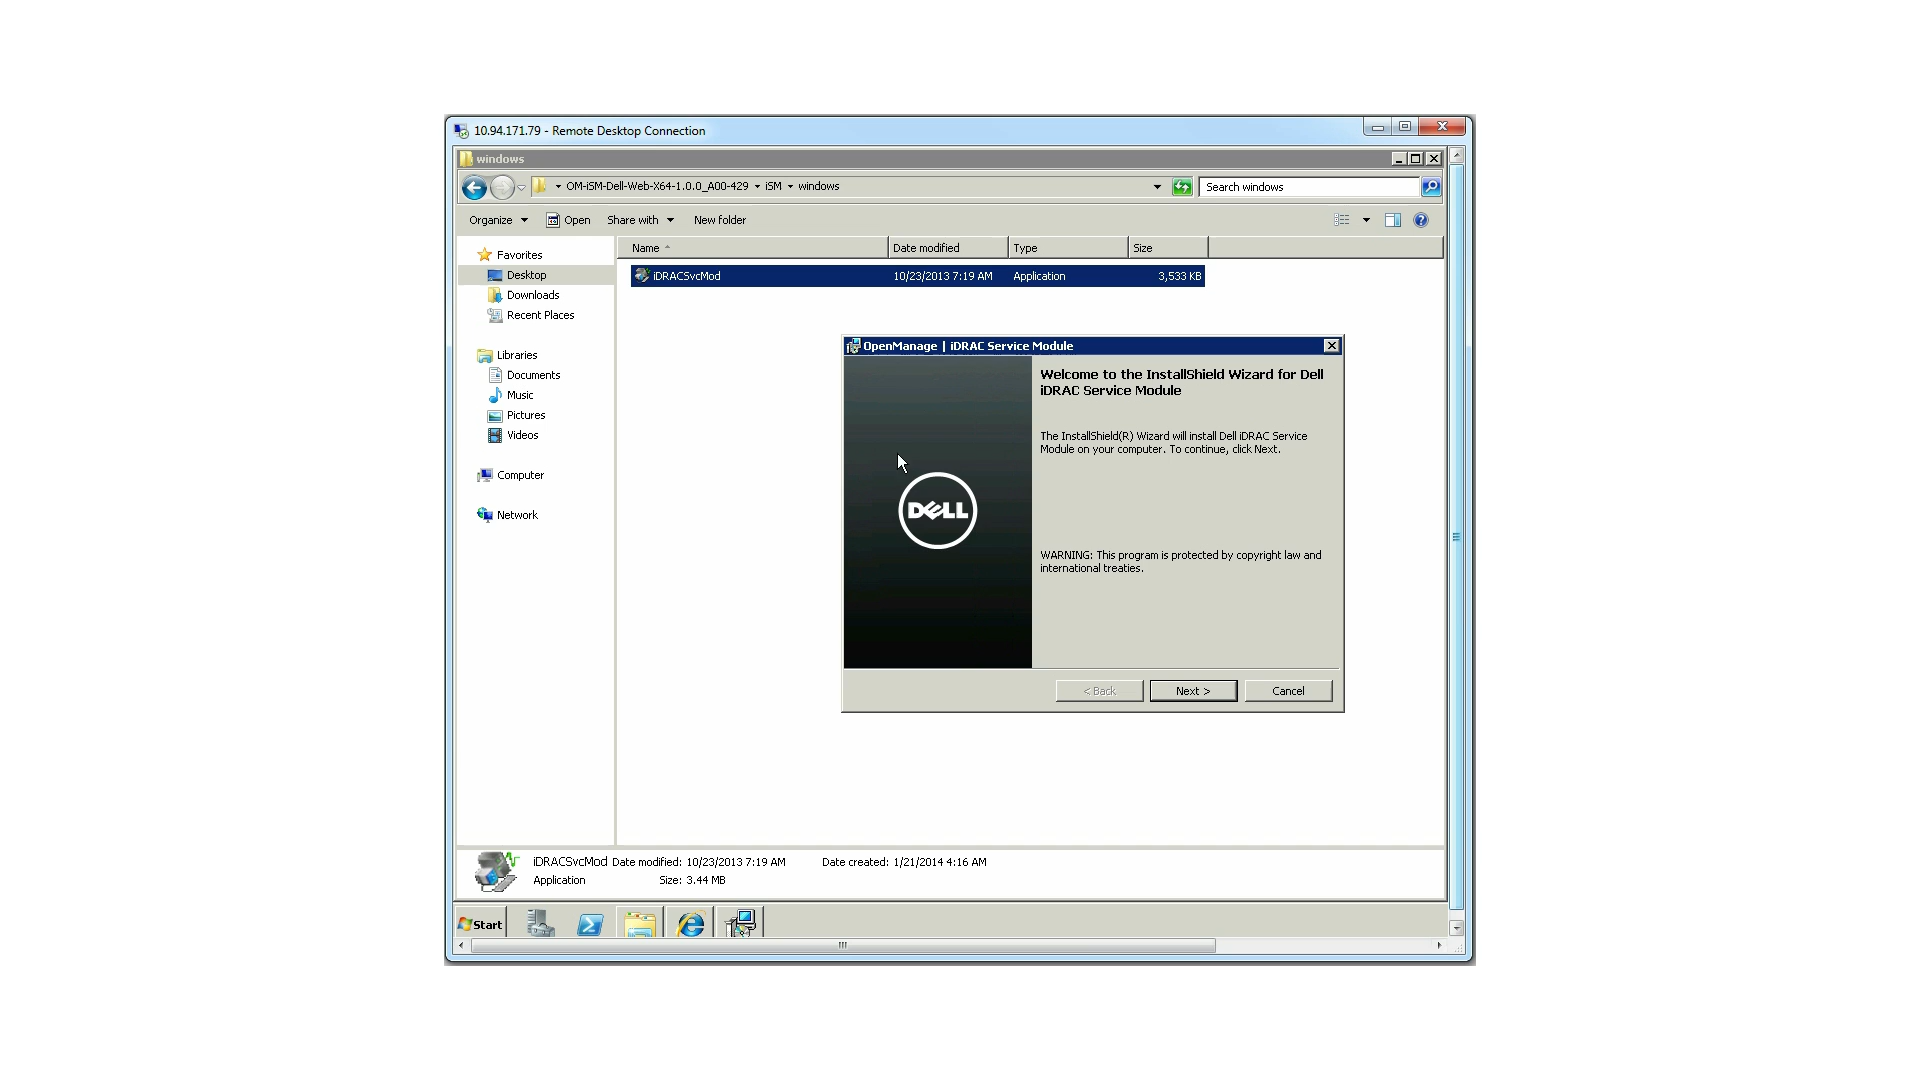 10.94.171.79 - Remote Desktop Connection
windows
OM-iSM-Dell-Web-X64-1.0.0_A00-429 iSM windows
Search windows
Organize Open Share with New folder
Name Date modified Type Size
iDRACSvcMod 10/23/2013 7:19 AM Application 3,533 KB
Favorites
Desktop
Downloads
Recent Places
Libraries
Documents
Music
Pictures
Videos
Computer
Network
OpenManage | iDRAC Service Module
Welcome to the InstallShield Wizard for Dell
iDRAC Service Module
The InstallShield(R) Wizard will install Dell iDRAC Service
Module on your computer. To continue, click Next.
DELL
WARNING: This program is protected by copyright law and
international treaties.
< Back Next > Cancel
iDRACSvcMod Date modified: 10/23/2013 7:19 AM Date created: 1/21/2014 4:16 AM
Application Size: 3.44 MB
Start